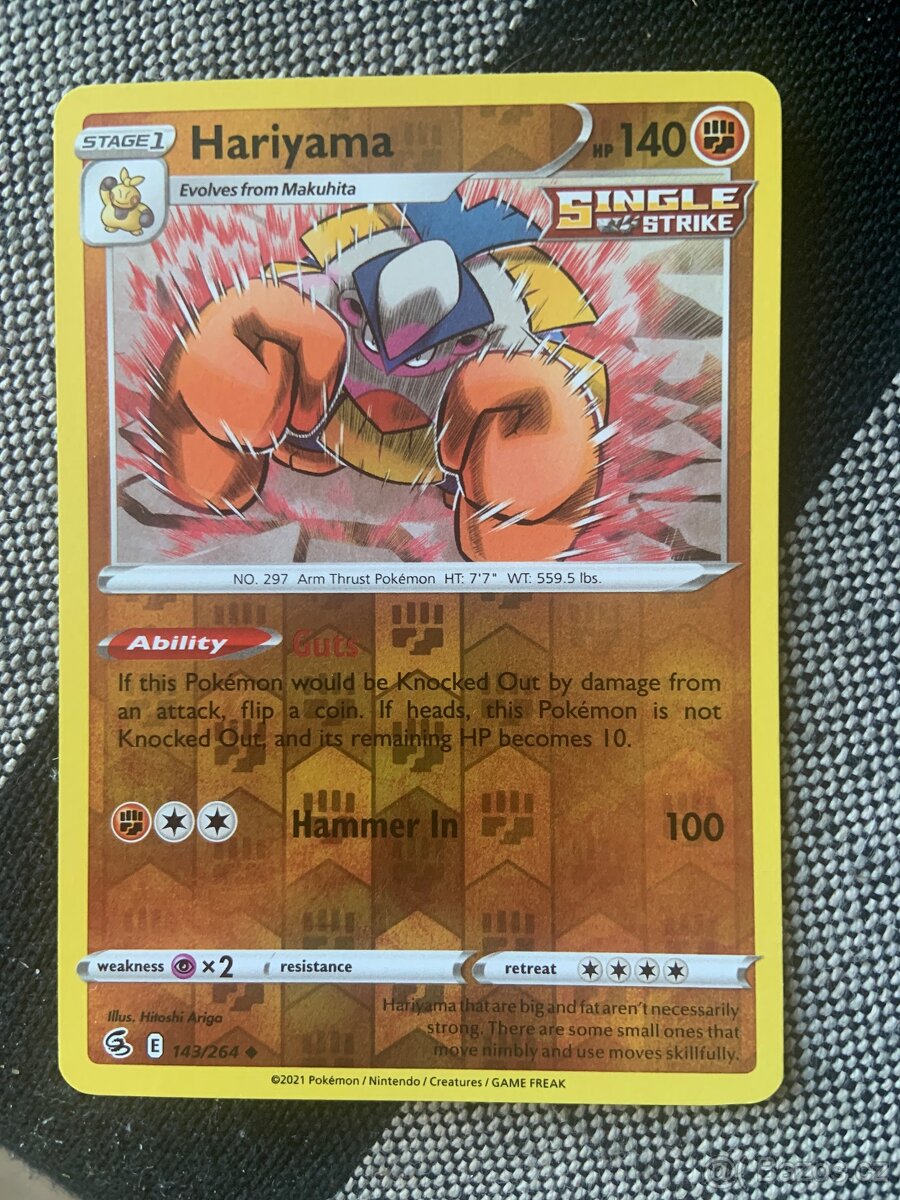 STAGE 1
Hariyama
HP 140
Evolves from Makuhita
SINGLE
STRIKE
NO. 297 Arm Thrust Pokémon HT: 7'7" WT: 559.5 lbs.
Ability Guts
If this Pokémon would be Knocked Out by damage from
an attack, flip a coin. If heads, this Pokémon is not
Knocked Out, and its remaining HP becomes 10.
Hammer In 100
weakness ×2 resistance retreat
Illus. Hitoshi Ariga
Hariyama that are big and fat aren't necessarily
strong. There are some small ones that
move nimbly and use moves skillfully.
E 143/264
©2021 Pokémon / Nintendo / Creatures / GAME FREAK
@ Bazos.cz